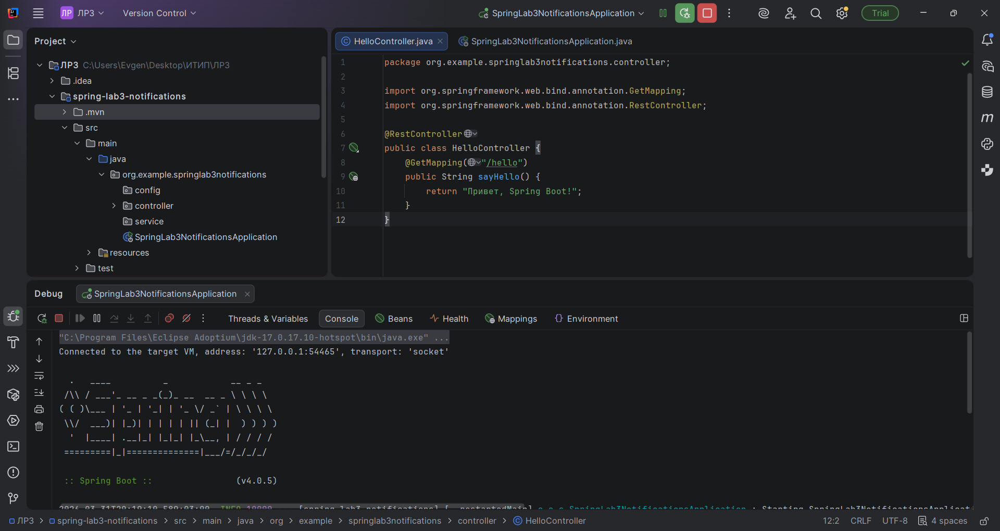 ЛР ЛР3 Version Control SpringLab3NotificationsApplication Trial
Project
HelloController.java SpringLab3NotificationsApplication.java
ЛР3 C:\Users\Evgen\Desktop\ИТИП\ЛР3
.idea
spring-lab3-notifications
.mvn
src
main
java
org.example.springlab3notifications
config
controller
service
SpringLab3NotificationsApplication
resources
test
1 package org.example.springlab3notifications.controller;
2
3 import org.springframework.web.bind.annotation.GetMapping;
4 import org.springframework.web.bind.annotation.RestController;
5
6 @RestController
7 public class HelloController {
8 @GetMapping("/hello")
9 public String sayHello() {
10 return "Привет, Spring Boot!";
11 }
12 }
Debug SpringLab3NotificationsApplication
Threads & Variables Console Beans Health Mappings Environment
"C:\Program Files\Eclipse Adoptium\jdk-17.0.17.10-hotspot\bin\java.exe" ...
Connected to the target VM, address: '127.0.0.1:54465', transport: 'socket'
  .   ____          _            __ _ _
 /\\ / ___'_ __ _ _(_)_ __  __ _ \ \ \ \
( ( )\___ | '_ | '_| | '_ \/ _` | \ \ \ \
 \\/  ___)| |_)| | | | | || (_| |  ) ) ) )
  '  |____| .__|_| |_|_| |_\__, | / / / /
 =========|_|==============|___/=/_/_/_/
:: Spring Boot :: (v4.0.5)
ЛР3 > spring-lab3-notifications > src > main > java > org > example > springlab3notifications > controller > HelloController 12:2 CRLF UTF-8 4 spaces